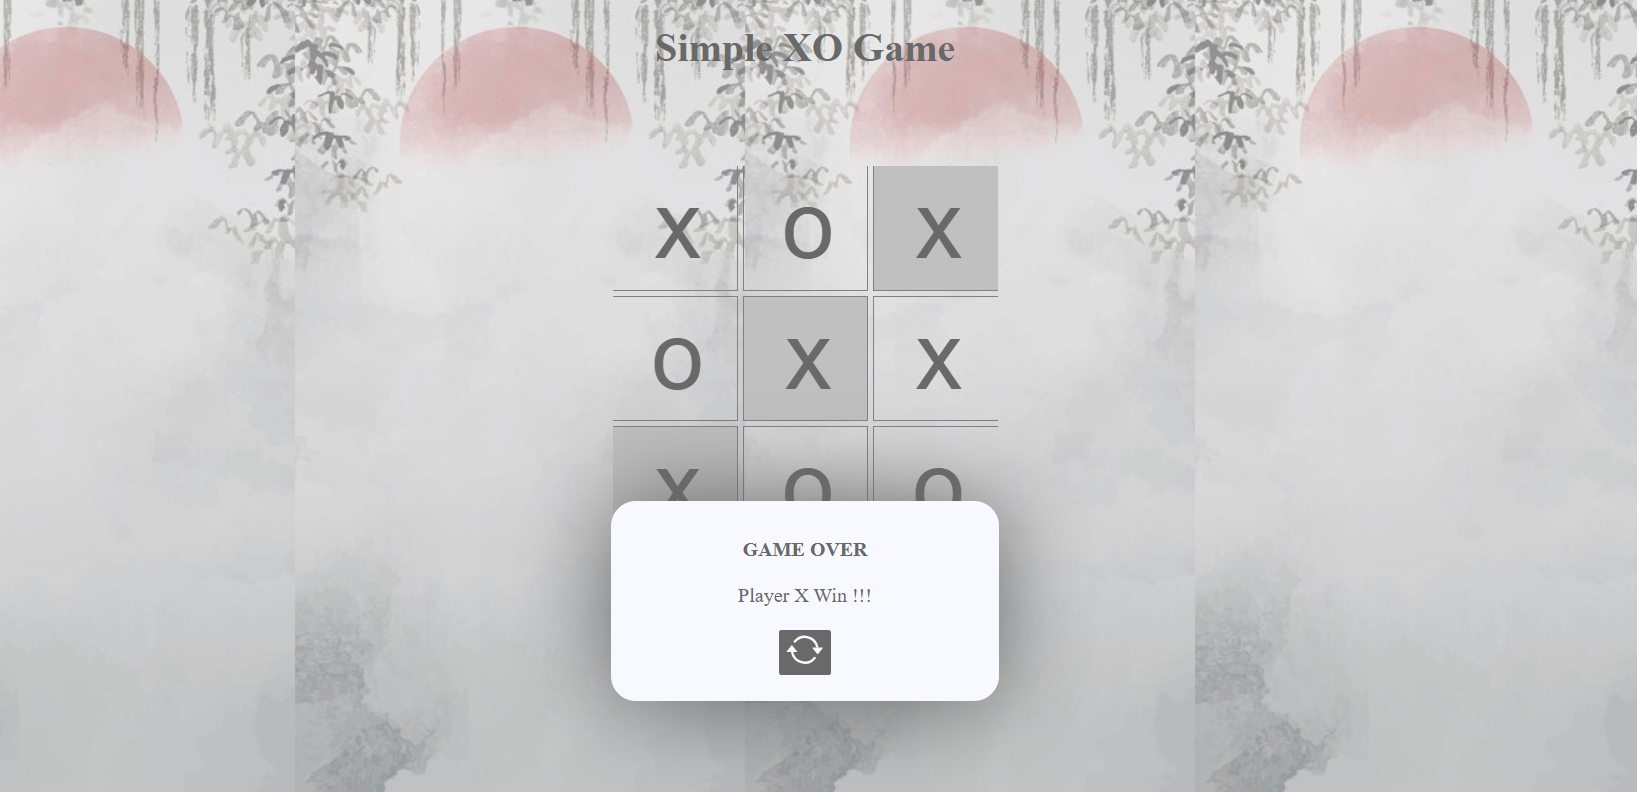 Simple XO Game
X O X
O X X
X O O
GAME OVER
Player X Win !!!